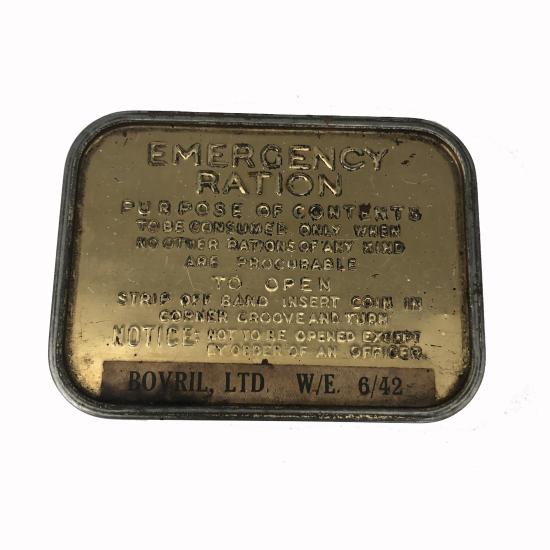 EMERGENCY
RATION
PURPOSE OF CONTENTS
TO BE CONSUMED ONLY WHEN
NO OTHER RATIONS OF ANY KIND
ARE PROCURABLE
TO OPEN
STRIP OFF BAND INSERT COIN IN
CORNER GROOVE AND TURN
NOTICE: NOT TO BE OPENED EXCEPT
BY ORDER OF AN OFFICER.
BOVRIL, LTD. W/E. 6/42